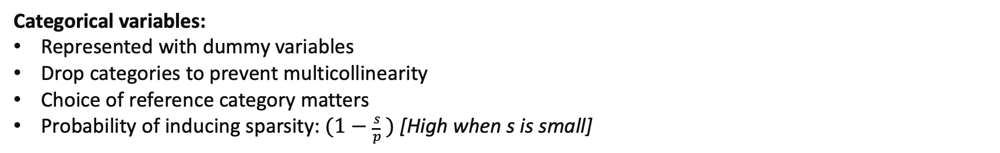 Categorical variables:
• Represented with dummy variables
• Drop categories to prevent multicollinearity
• Choice of reference category matters
• Probability of inducing sparsity: (1 − s/p) [High when s is small]